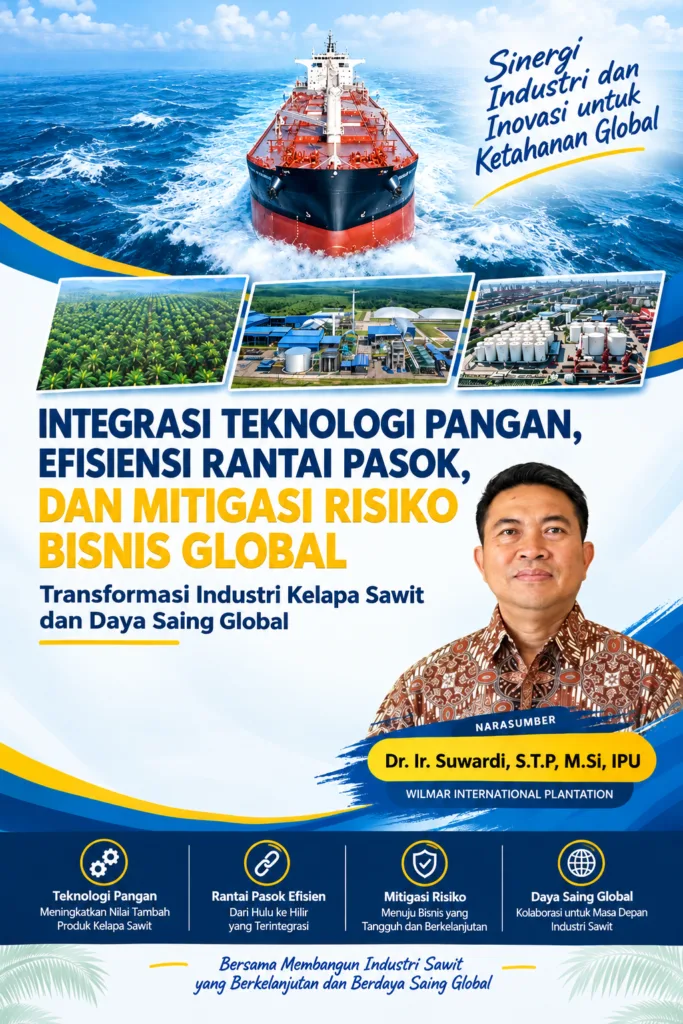 Sinergi
Industri dan
Inovasi untuk
Ketahanan Global
INTEGRASI TEKNOLOGI PANGAN,
EFISIENSI RANTAI PASOK,
DAN MITIGASI RISIKO
BISNIS GLOBAL
Transformasi Industri Kelapa Sawit
dan Daya Saing Global
NARASUMBER
Dr. Ir. Suwardi, S.T.P, M.Si, IPU
WILMAR INTERNATIONAL PLANTATION
Teknologi Pangan
Meningkatkan Nilai Tambah
Produk Kelapa Sawit
Rantai Pasok Efisien
Dari Hulu ke Hilir
yang Terintegrasi
Mitigasi Risiko
Menuju Bisnis yang
Tangguh dan Berkelanjutan
Daya Saing Global
Kolaborasi untuk Masa Depan
Industri Sawit
Bersama Membangun Industri Sawit
yang Berkelanjutan dan Berdaya Saing Global